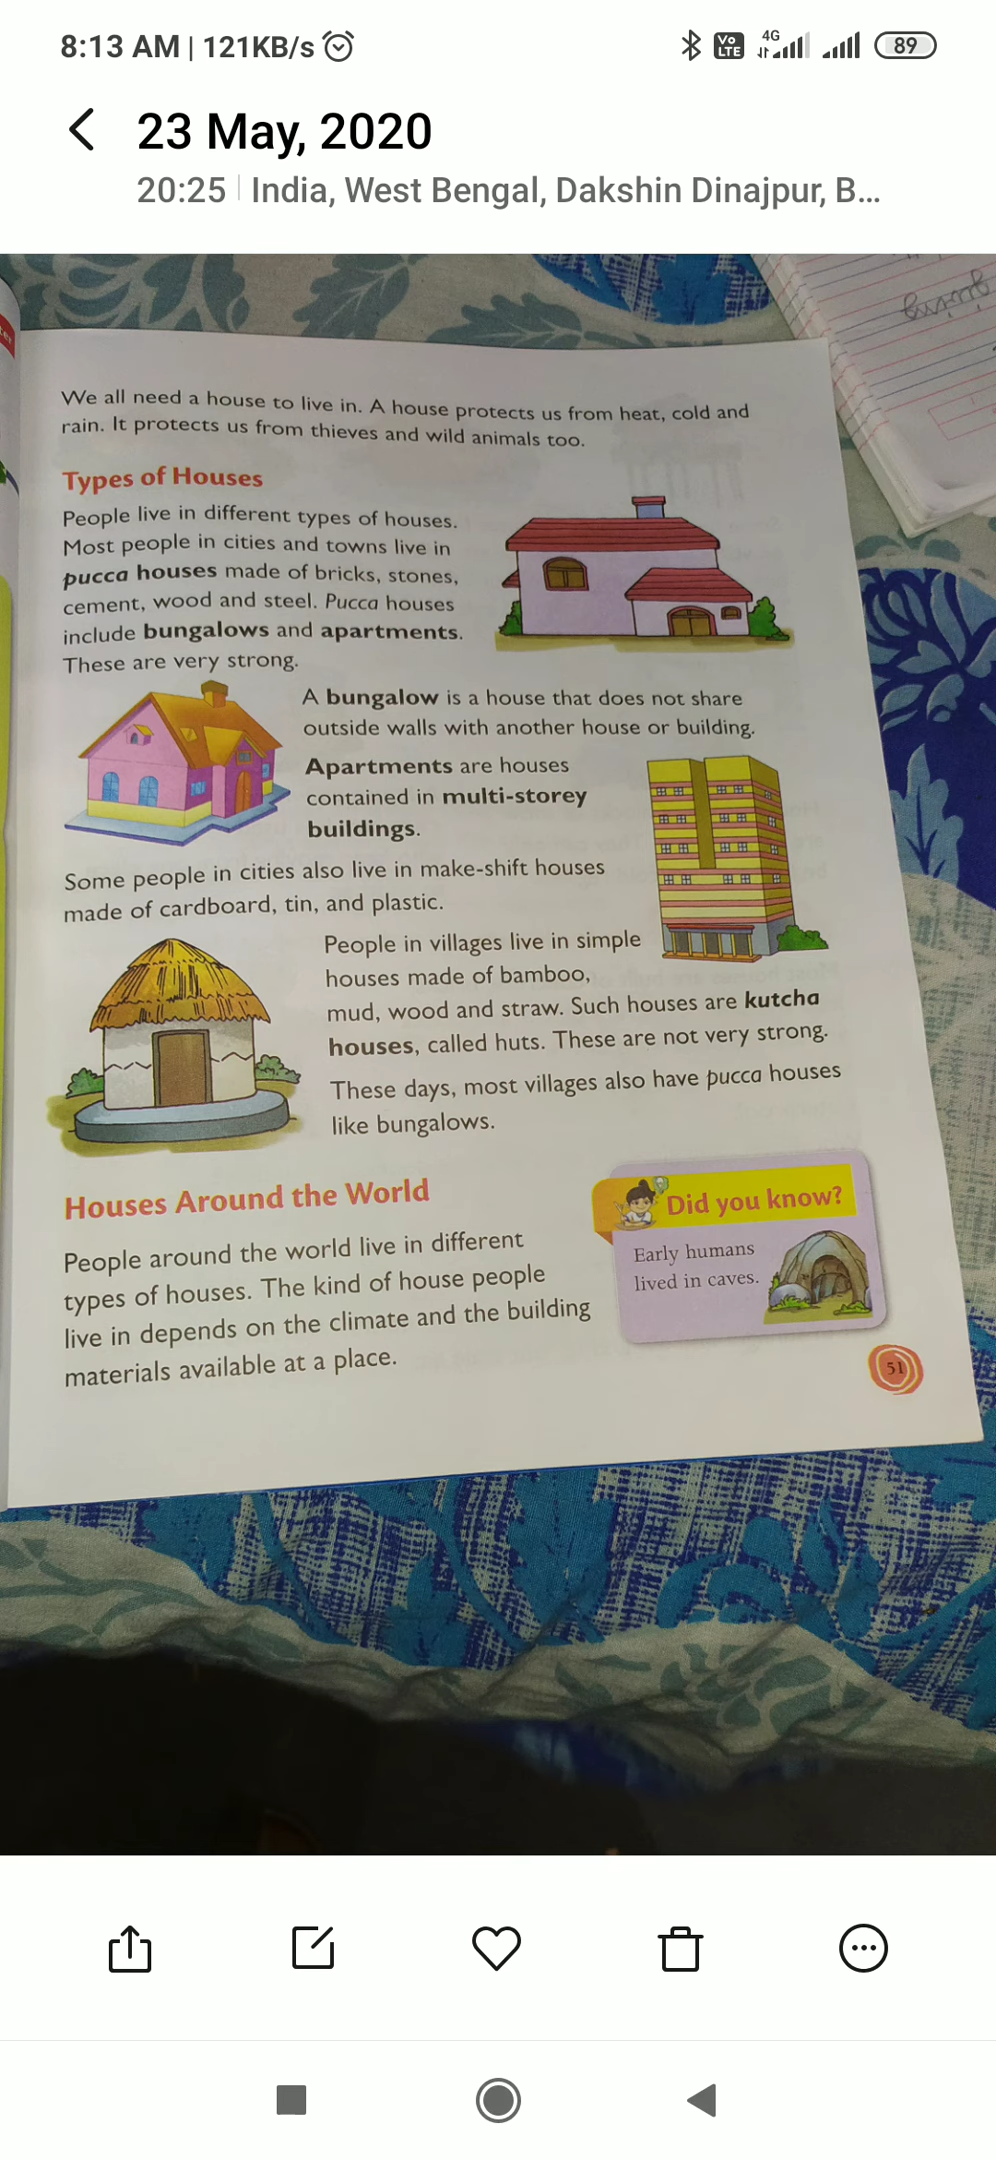 8:13 AM | 121KB/s
Vo LTE 4G 89
23 May, 2020
20:25 | India, West Bengal, Dakshin Dinajpur, B...
We all need a house to live in. A house protects us from heat, cold and
rain. It protects us from thieves and wild animals too.
Types of Houses
People live in different types of houses.
Most people in cities and towns live in
pucca houses made of bricks, stones,
cement, wood and steel. Pucca houses
include bungalows and apartments.
These are very strong.
A bungalow is a house that does not share
outside walls with another house or building.
Apartments are houses
contained in multi-storey
buildings.
Some people in cities also live in make-shift houses
made of cardboard, tin, and plastic.
People in villages live in simple
houses made of bamboo,
mud, wood and straw. Such houses are kutcha
houses, called huts. These are not very strong.
These days, most villages also have pucca houses
like bungalows.
Houses Around the World
People around the world live in different
types of houses. The kind of house people
live in depends on the climate and the building
materials available at a place.
Did you know?
Early humans
lived in caves.
51